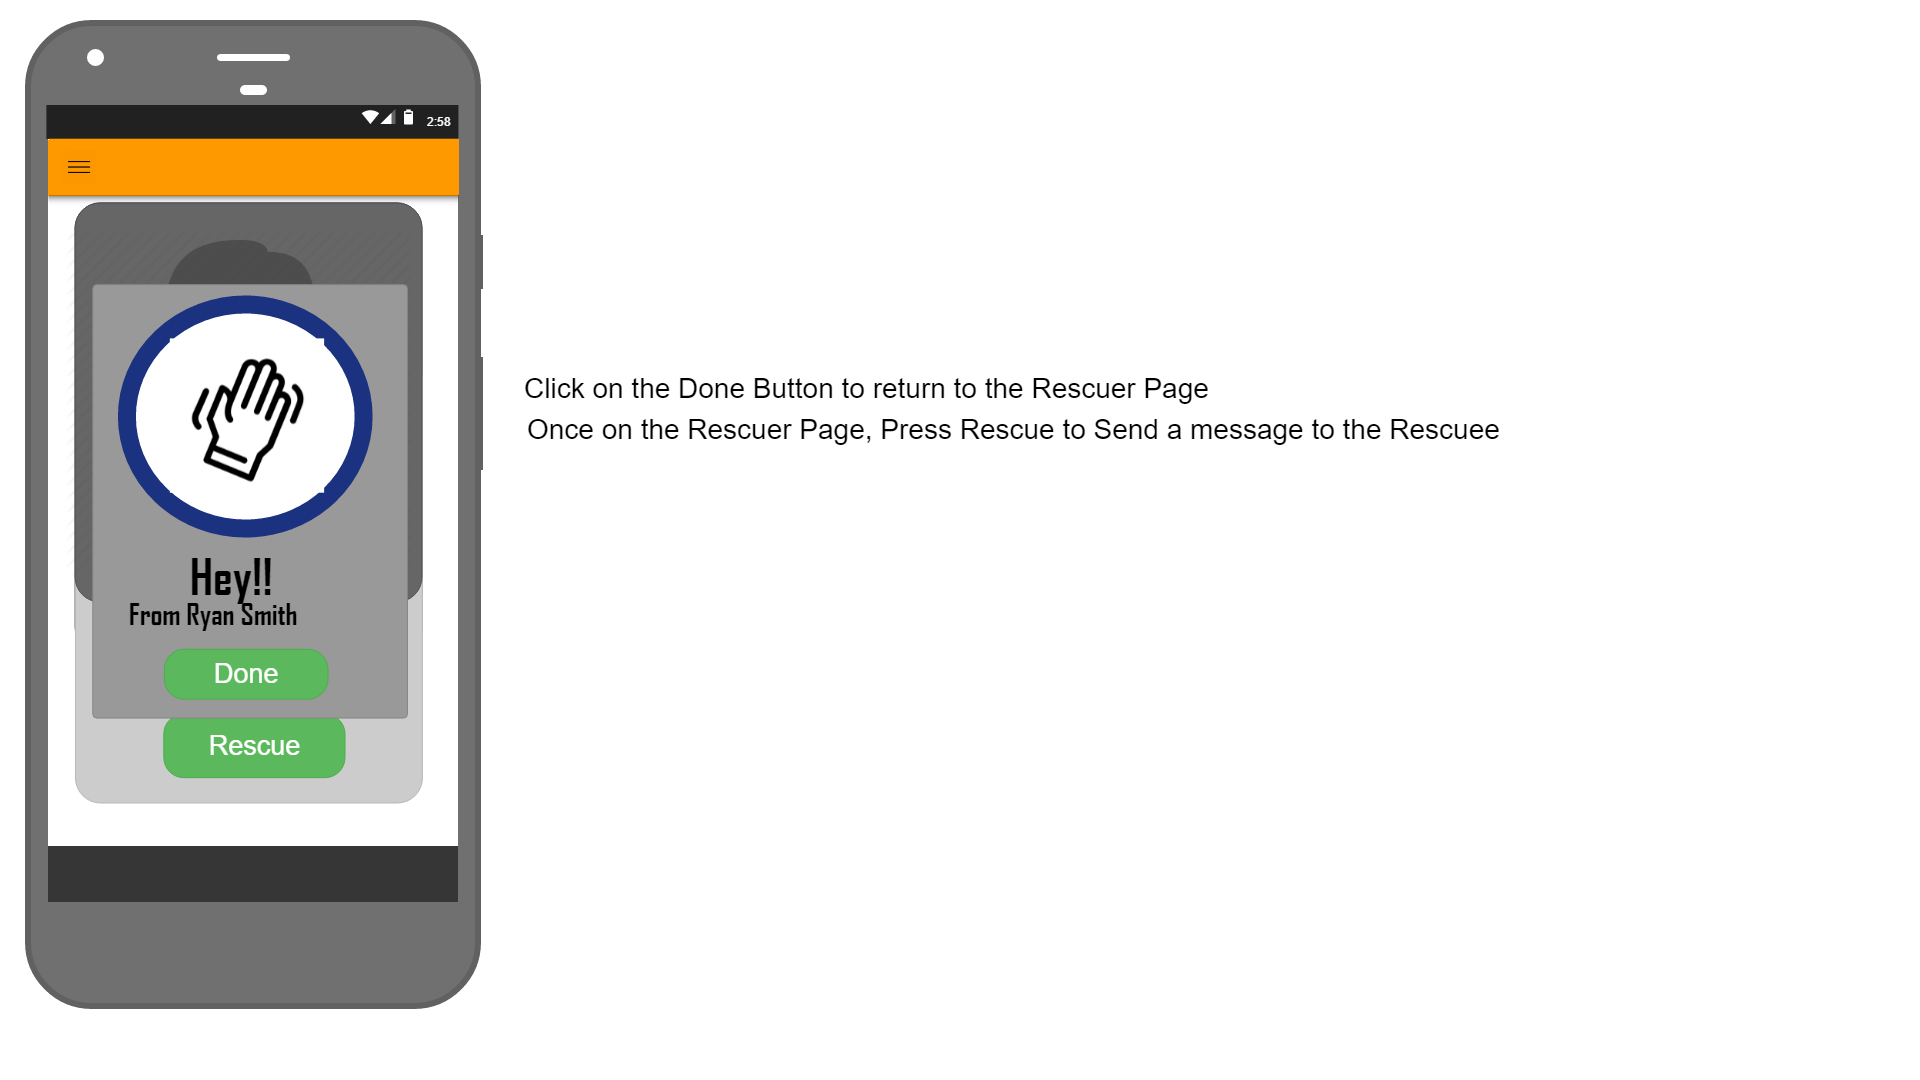 2:58
Click on the Done Button to return to the Rescuer Page
Once on the Rescuer Page, Press Rescue to Send a message to the Rescuee
Hey!!
From Ryan Smith
Done
Rescue